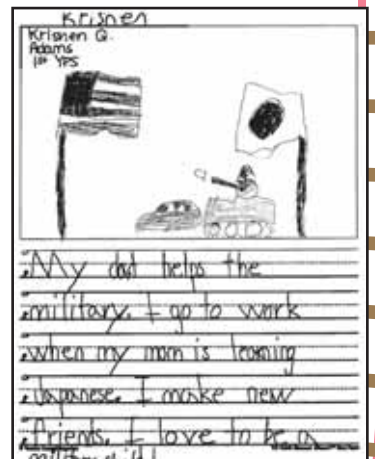 Krisnen
Krisnen Q.
Adams
1st YPS
My dad helps the
military. I go to work
when my mom is learning
Japanese. I make new
friends. I love to be a